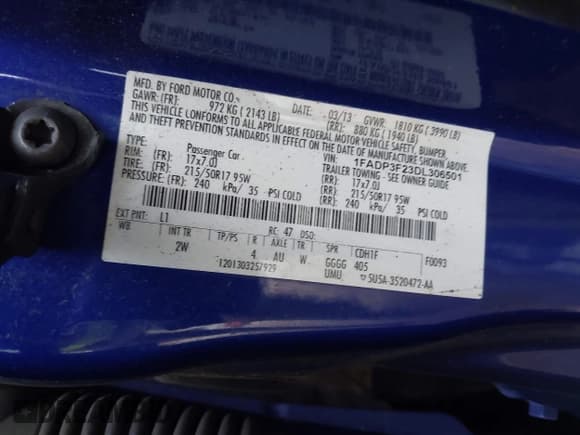 MFD. BY FORD MOTOR CO.
DATE: 03/13 GVWR: 1810 KG ( 3990 LB)
GAWR: (FR): 972 KG ( 2143 LB) (RR): 880 KG ( 1940 LB)
THIS VEHICLE CONFORMS TO ALL APPLICABLE FEDERAL MOTOR VEHICLE SAFETY, BUMPER,
AND THEFT PREVENTION STANDARDS IN EFFECT ON THE DATE OF MANUFACTURE SHOWN ABOVE.
VIN: 1FADP3F23DL306501
TYPE: Passenger Car TRAILER TOWING - SEE OWNER GUIDE
RIM: (FR): 17x7.0J (RR): 17x7.0J
TIRE: (FR): 215/50R17 95W (RR): 215/50R17 95W
PRESSURE: (FR): 240 kPa/ 35 PSI COLD (RR): 240 kPa/ 35 PSI COLD
EXT PNT: L1 RC: 47 DSO:
WB INT TR TP/PS R AXLE TR SPR CDH1F F0093
2W 4 AU W GGGG 405
UMU
1201303257929 5U5A-3520472-AA